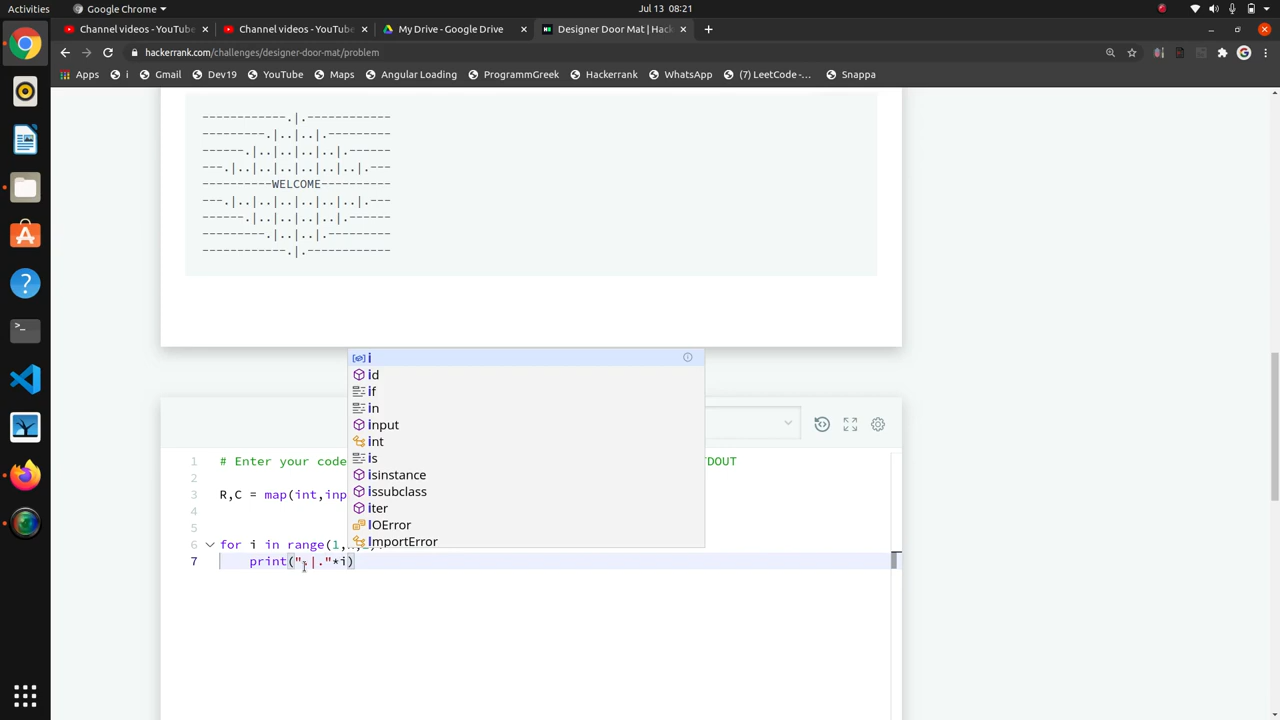 Activities
Google Chrome
Jul 13 08:21
Channel videos - YouTube
Channel videos - YouTube
My Drive - Google Drive
Designer Door Mat | Hack
hackerrank.com/challenges/designer-door-mat/problem
Apps
i
Gmail
Dev19
YouTube
Maps
Angular Loading
ProgrammGreek
Hackerrank
WhatsApp
(7) LeetCode -...
Snappa
------------.|.------------
---------.|..|..|.---------
------.|..|..|..|..|.------
---.|..|..|..|..|..|..|.---
----------WELCOME----------
---.|..|..|..|..|..|..|.---
------.|..|..|..|..|.------
---------.|..|..|.---------
------------.|.------------
i
id
if
in
input
int
is
isinstance
issubclass
iter
IOError
ImportError
1 # Enter your code DOUT
2
3 R,C = map(int,inp
4
5
6 for i in range(1,
7 print(".|."*i)